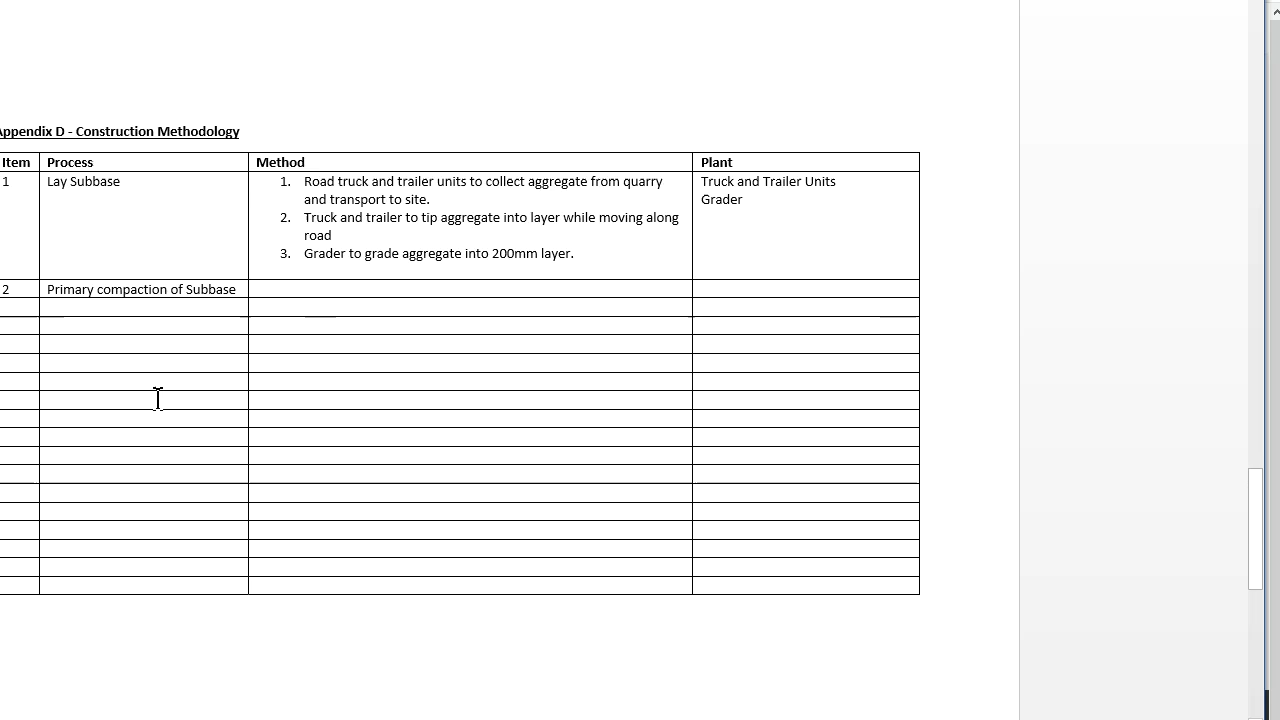 Appendix D - Construction Methodology
Item Process Method Plant
1 Lay Subbase 1. Road truck and trailer units to collect aggregate from quarry Truck and Trailer Units
and transport to site. Grader
2. Truck and trailer to tip aggregate into layer while moving along
road
3. Grader to grade aggregate into 200mm layer.
2 Primary compaction of Subbase